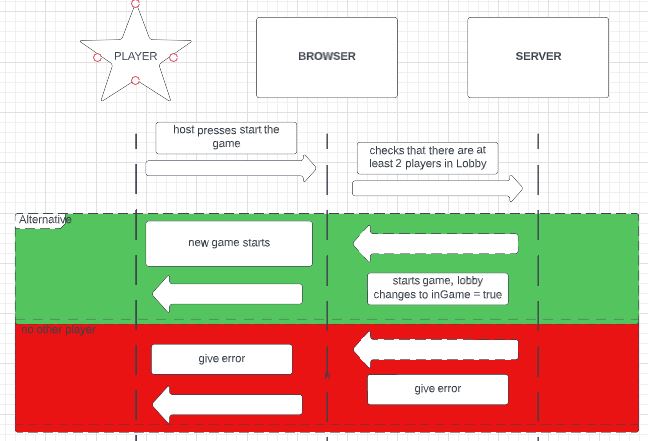 PLAYER
BROWSER
SERVER
host presses start the
game
checks that there are at
least 2 players in Lobby
Alternative
new game starts
starts game, lobby
changes to inGame = true
no other player
give error
give error